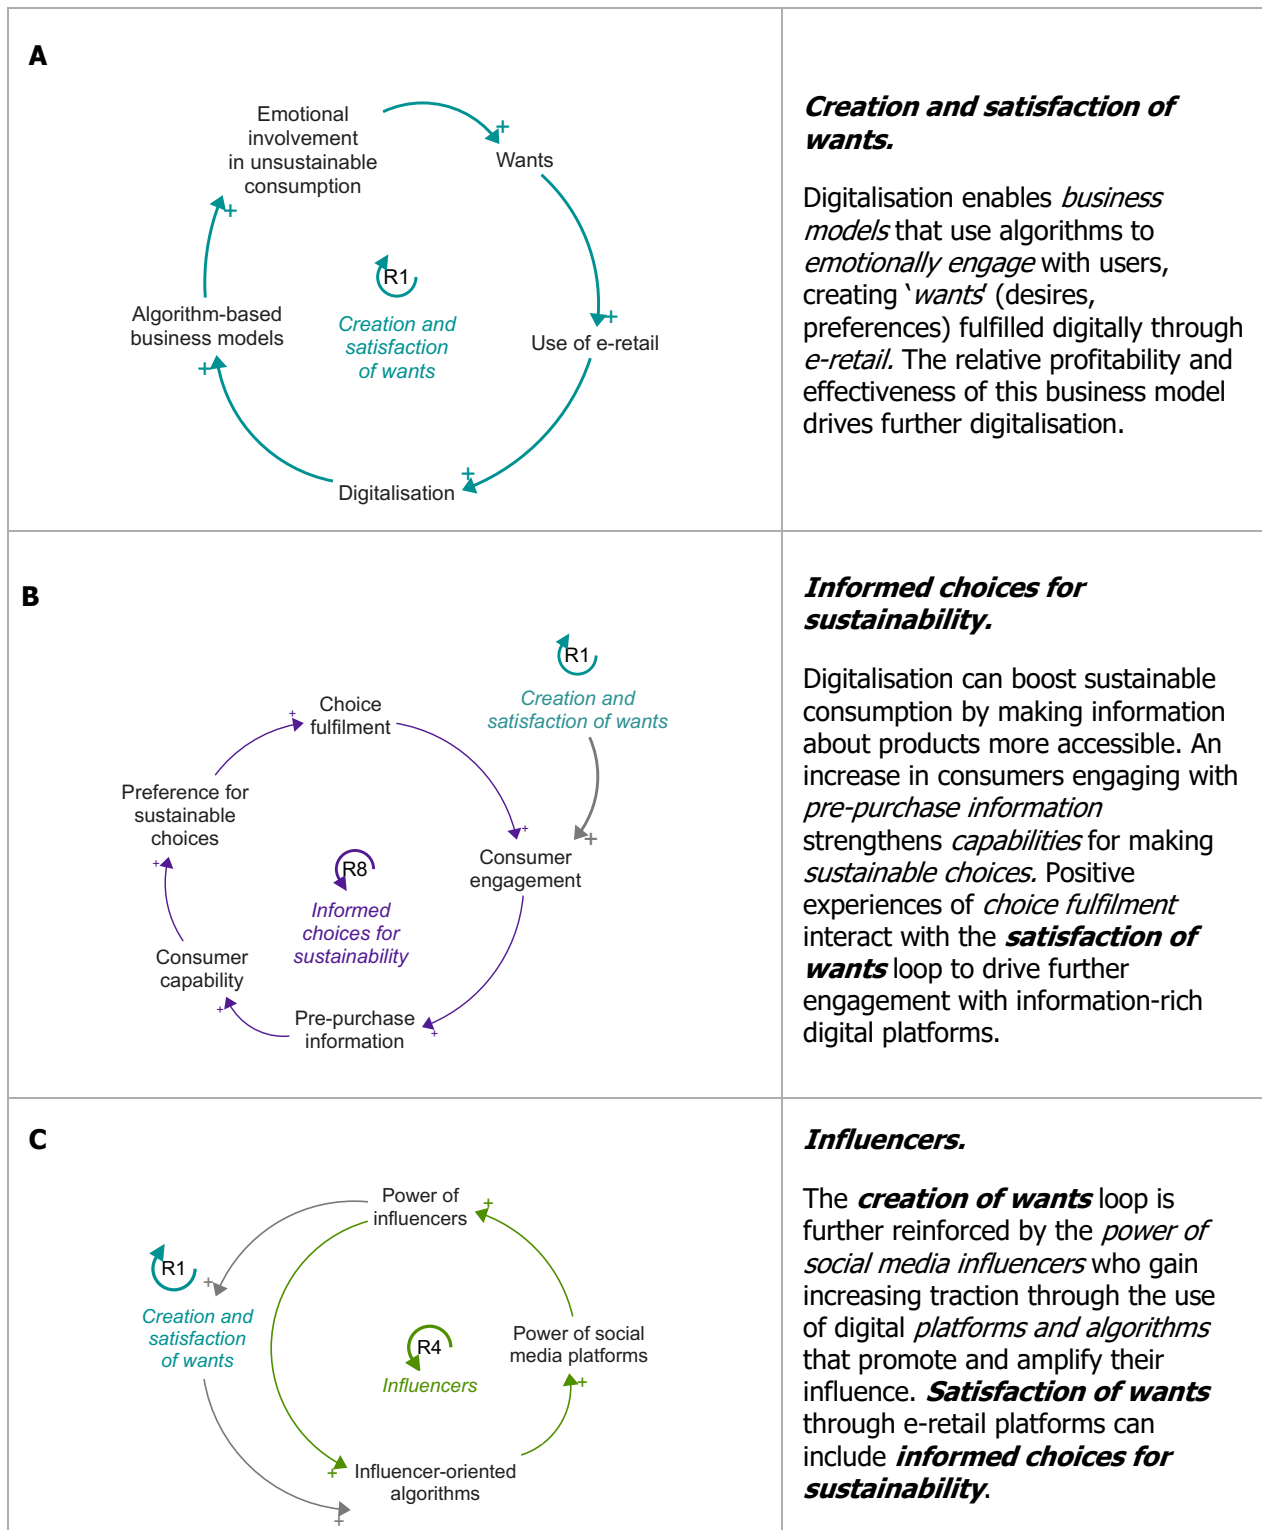 A
Emotional
involvement
in unsustainable
consumption
+
Wants
+
R1
Algorithm-based
business models
Creation and
satisfaction
of wants
+
Use of e-retail
+
+
Digitalisation
Creation and satisfaction of
wants.
Digitalisation enables business
models that use algorithms to
emotionally engage with users,
creating ‘wants’ (desires,
preferences) fulfilled digitally through
e-retail. The relative profitability and
effectiveness of this business model
drives further digitalisation.
B
R1
Creation and
satisfaction of wants
Choice
fulfilment
+
Preference for
sustainable
choices
+
+
Consumer
engagement
+
R8
Informed
choices for
sustainability
Consumer
capability
+
Pre-purchase
information
+
Informed choices for
sustainability.
Digitalisation can boost sustainable
consumption by making information
about products more accessible. An
increase in consumers engaging with
pre-purchase information
strengthens capabilities for making
sustainable choices. Positive
experiences of choice fulfilment
interact with the satisfaction of
wants loop to drive further
engagement with information-rich
digital platforms.
C
Power of
influencers
+
R1
+
Creation and
satisfaction
of wants
R4
Influencers
Power of social
media platforms
+
+
Influencer-oriented
algorithms
+
Influencers.
The creation of wants loop is
further reinforced by the power of
social media influencers who gain
increasing traction through the use
of digital platforms and algorithms
that promote and amplify their
influence. Satisfaction of wants
through e-retail platforms can
include informed choices for
sustainability.